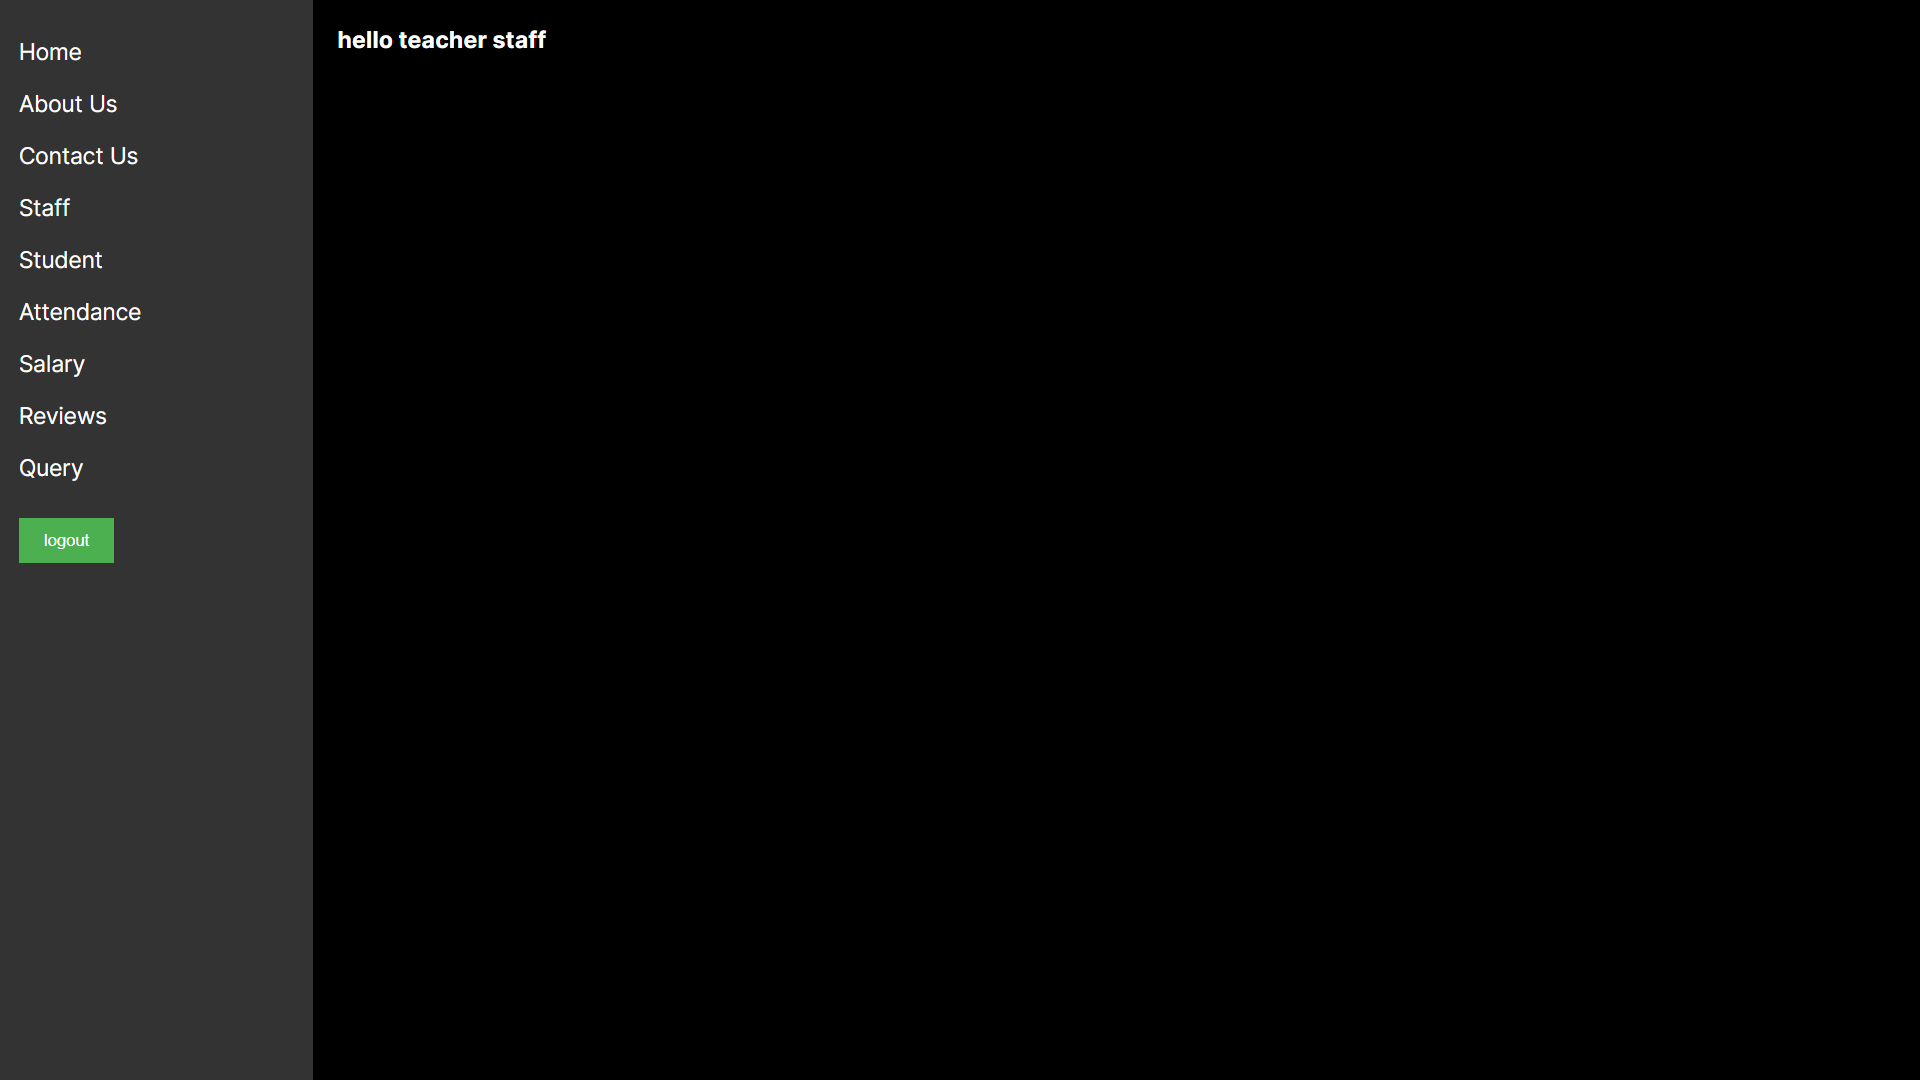 Home
About Us
Contact Us
Staff
Student
Attendance
Salary
Reviews
Query
logout
hello teacher staff